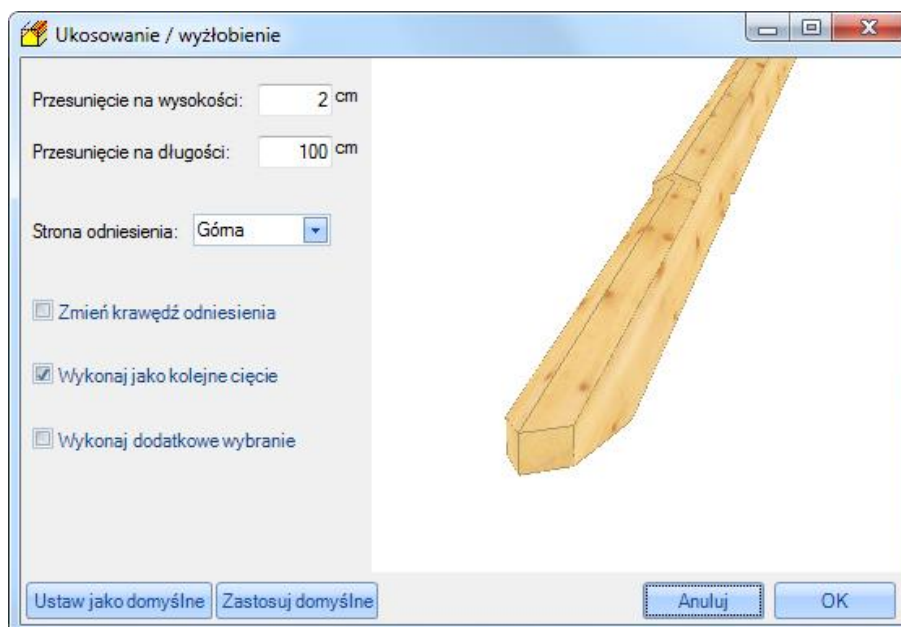 Ukosowanie / wyżłobienie
Przesunięcie na wysokości: 2 cm
Przesunięcie na długości: 100 cm
Strona odniesienia: Górna
Zmień krawędź odniesienia
Wykonaj jako kolejne cięcie
Wykonaj dodatkowe wybranie
Ustaw jako domyślne Zastosuj domyślne Anuluj OK